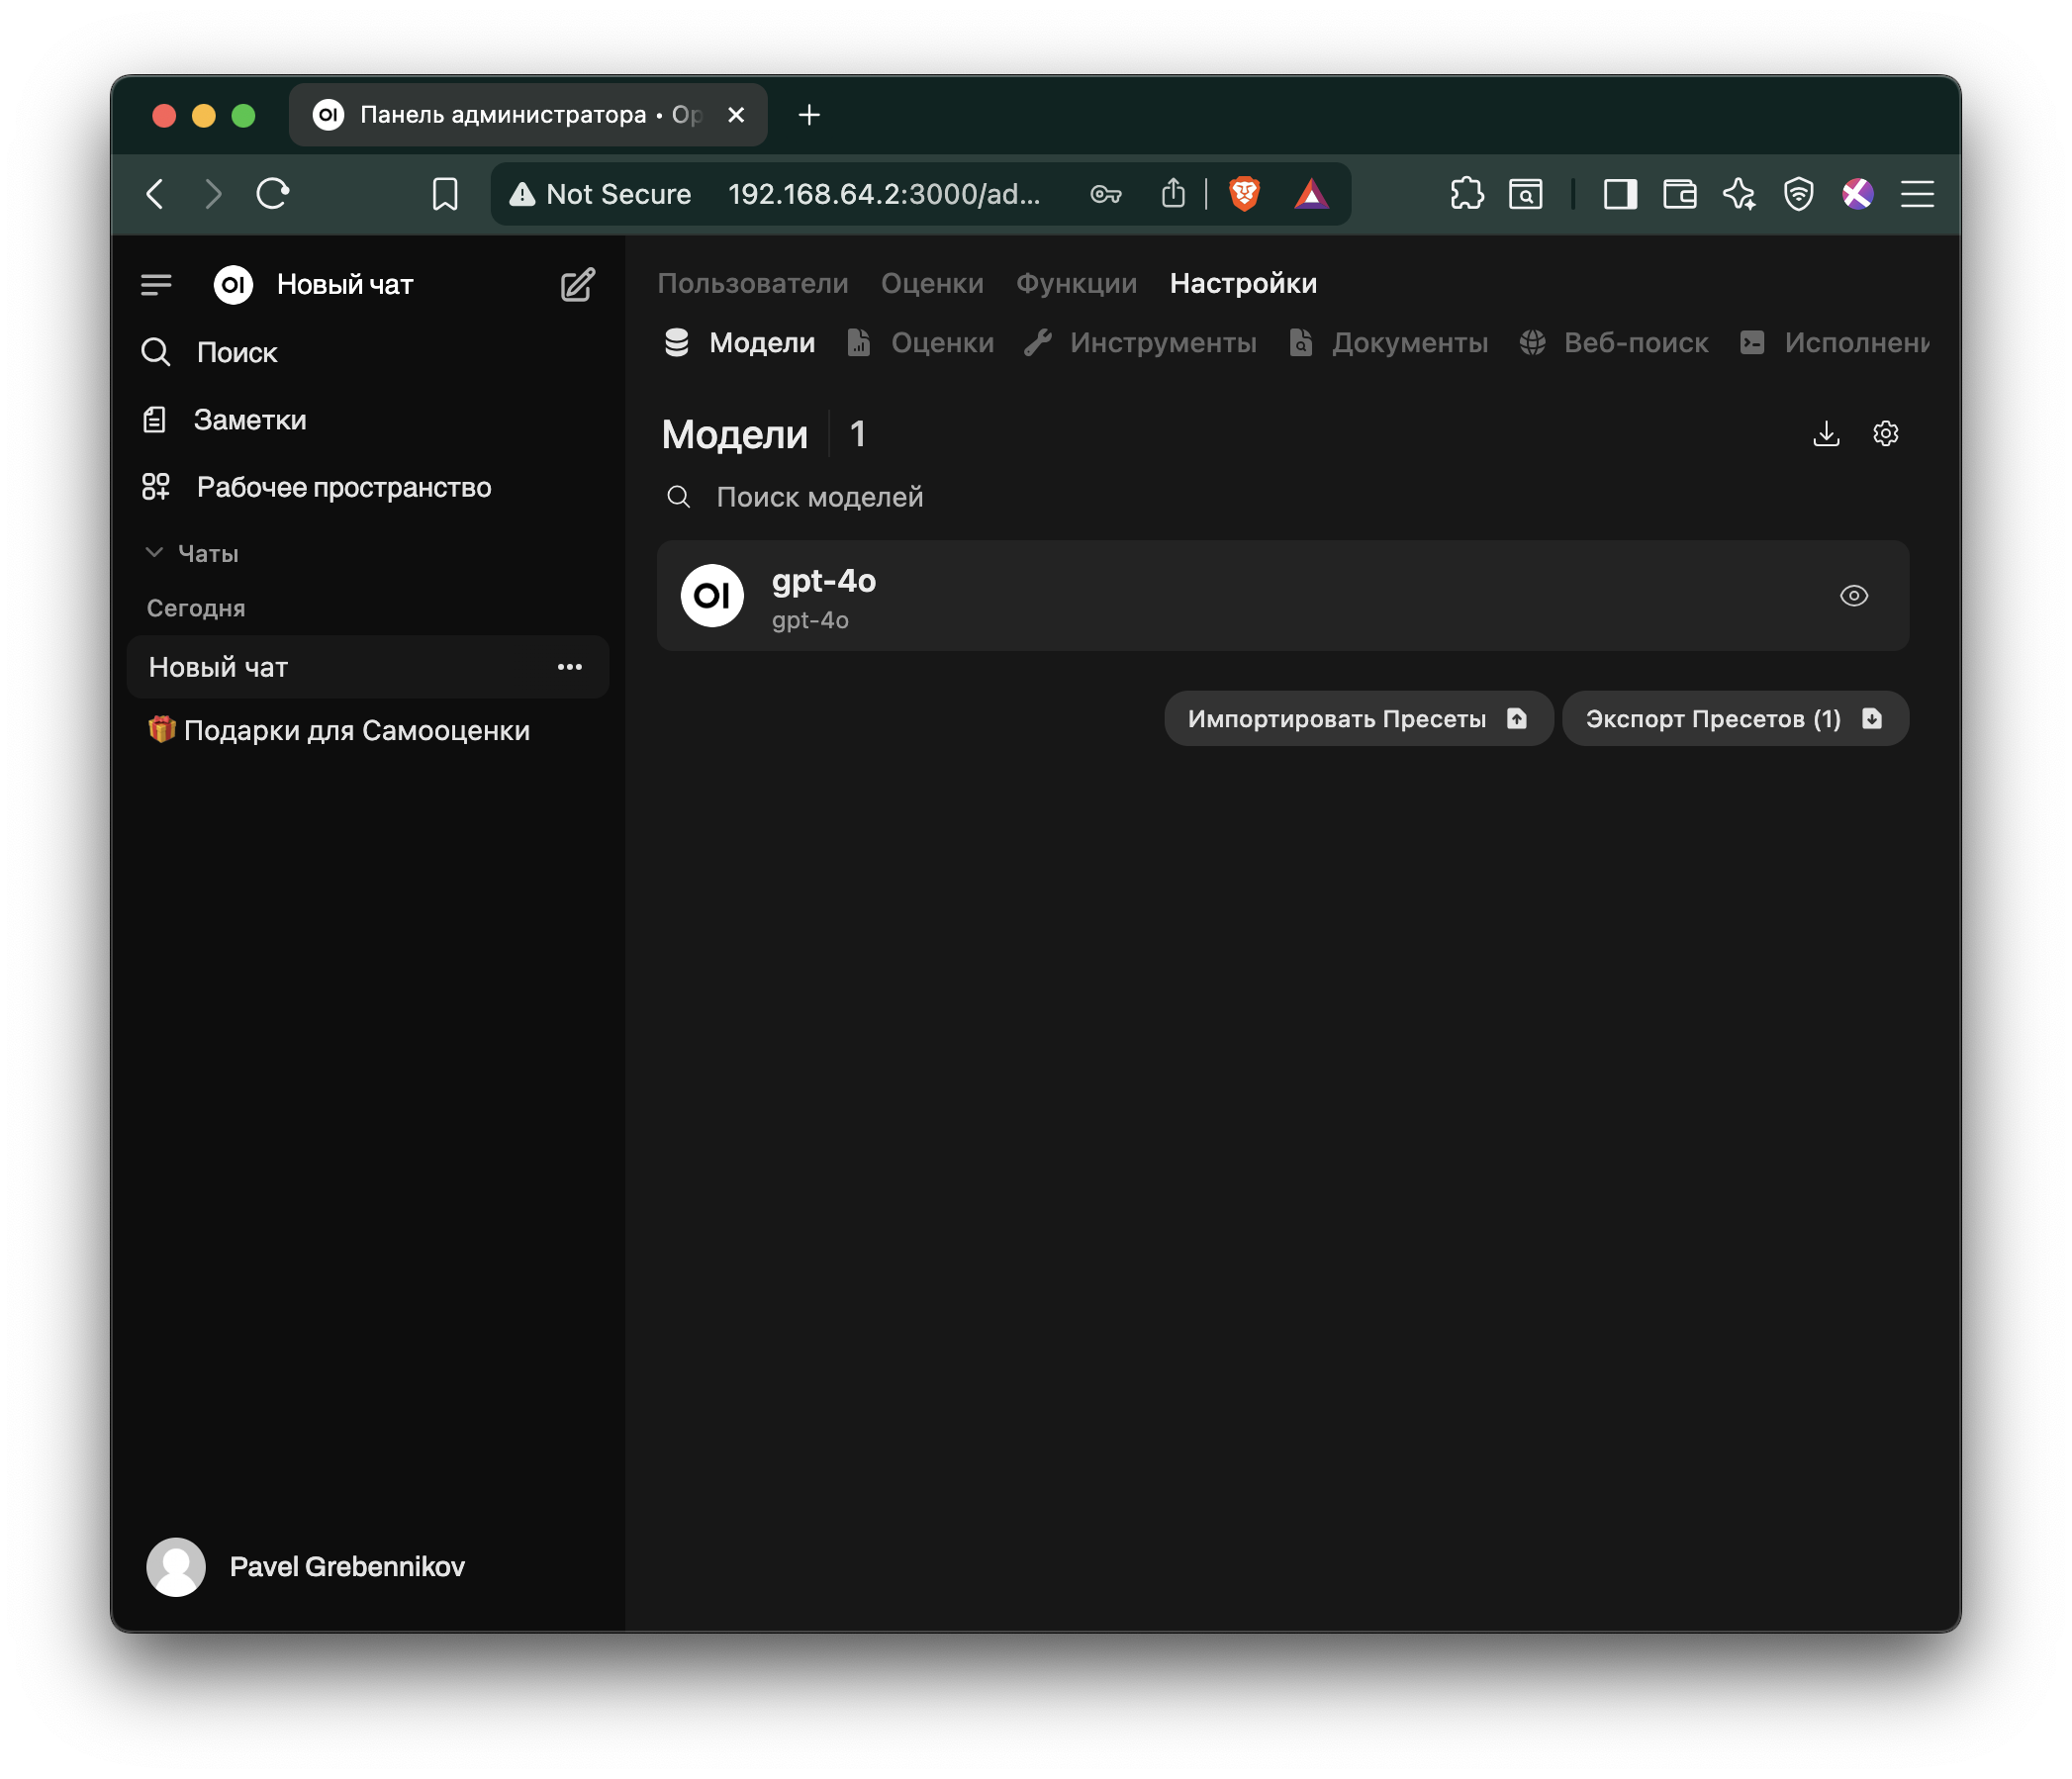 Панель администратора • Op
Not Secure 192.168.64.2:3000/ad...
Новый чат
Поиск
Заметки
Рабочее пространство
Чаты
Сегодня
Новый чат
🎁 Подарки для Самооценки
Pavel Grebennikov
Пользователи Оценки Функции Настройки
Модели Оценки Инструменты Документы Веб-поиск Исполнени
Модели 1
Поиск моделей
OI gpt-4o
gpt-4o
Импортировать Пресеты Экспорт Пресетов (1)